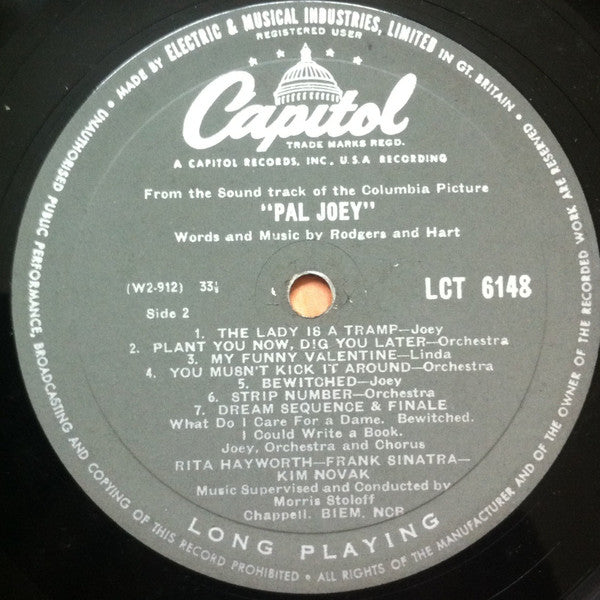 MADE BY ELECTRIC & MUSICAL INDUSTRIES, LIMITED IN GT. BRITAIN
REGISTERED USER
Capitol
TRADE MARKS REGD.
A CAPITOL RECORDS, INC., U.S.A RECORDING
From the Sound track of the Columbia Picture
"PAL JOEY"
Words and Music by Rodgers and Hart
(W2-912) 33⅓
LCT 6148
Side 2
1. THE LADY IS A TRAMP—Joey
2. PLANT YOU NOW, DIG YOU LATER—Orchestra
3. MY FUNNY VALENTINE—Linda
4. YOU MUSN'T KICK IT AROUND—Orchestra
5. BEWITCHED—Joey
6. STRIP NUMBER—Orchestra
7. DREAM SEQUENCE & FINALE
What Do I Care For a Dame. Bewitched.
I Could Write a Book.
Joey, Orchestra and Chorus
RITA HAYWORTH—FRANK SINATRA—
KIM NOVAK
Music Supervised and Conducted by
Morris Stoloff
Chappell. BIEM. NCB
LONG PLAYING
UNAUTHORISED PUBLIC PERFORMANCE, BROADCASTING AND COPYING OF THIS RECORD PROHIBITED • ALL RIGHTS OF THE MANUFACTURER AND OF THE OWNER OF THE RECORDED WORK ARE RESERVED •